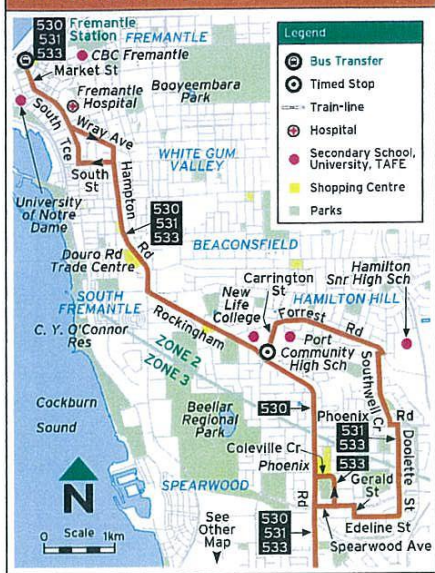 530
531
533
Fremantle
Station
FREMANTLE
CBC Fremantle
Market St
Fremantle
Hospital
Booyeembara
Park
South Tce
Wray Ave
WHITE GUM
VALLEY
South
St
Hampton
Rd
University
of Notre
Dame
530
531
533
BEACONSFIELD
Douro Rd
Trade Centre
Carrington
St
Hamilton
Snr High Sch
New
Life
College
HAMILTON HILL
SOUTH
FREMANTLE
Forrest
Rd
Rockingham
C. Y. O'Connor
Res
Port
Community
High Sch
Southwell Cr
ZONE 2
ZONE 3
530
Phoenix
Rd
Cockburn
Sound
Beeliar
Regional
Park
531
533
Doolette St
Coleville Cr
Phoenix
533
Gerald
St
SPEARWOOD
Rd
Edeline St
N
Scale 1km
0
See
Other
Map
530
531
533
Spearwood Ave
Legend
Bus Transfer
Timed Stop
Train-line
Hospital
Secondary School,
University, TAFE
Shopping Centre
Parks